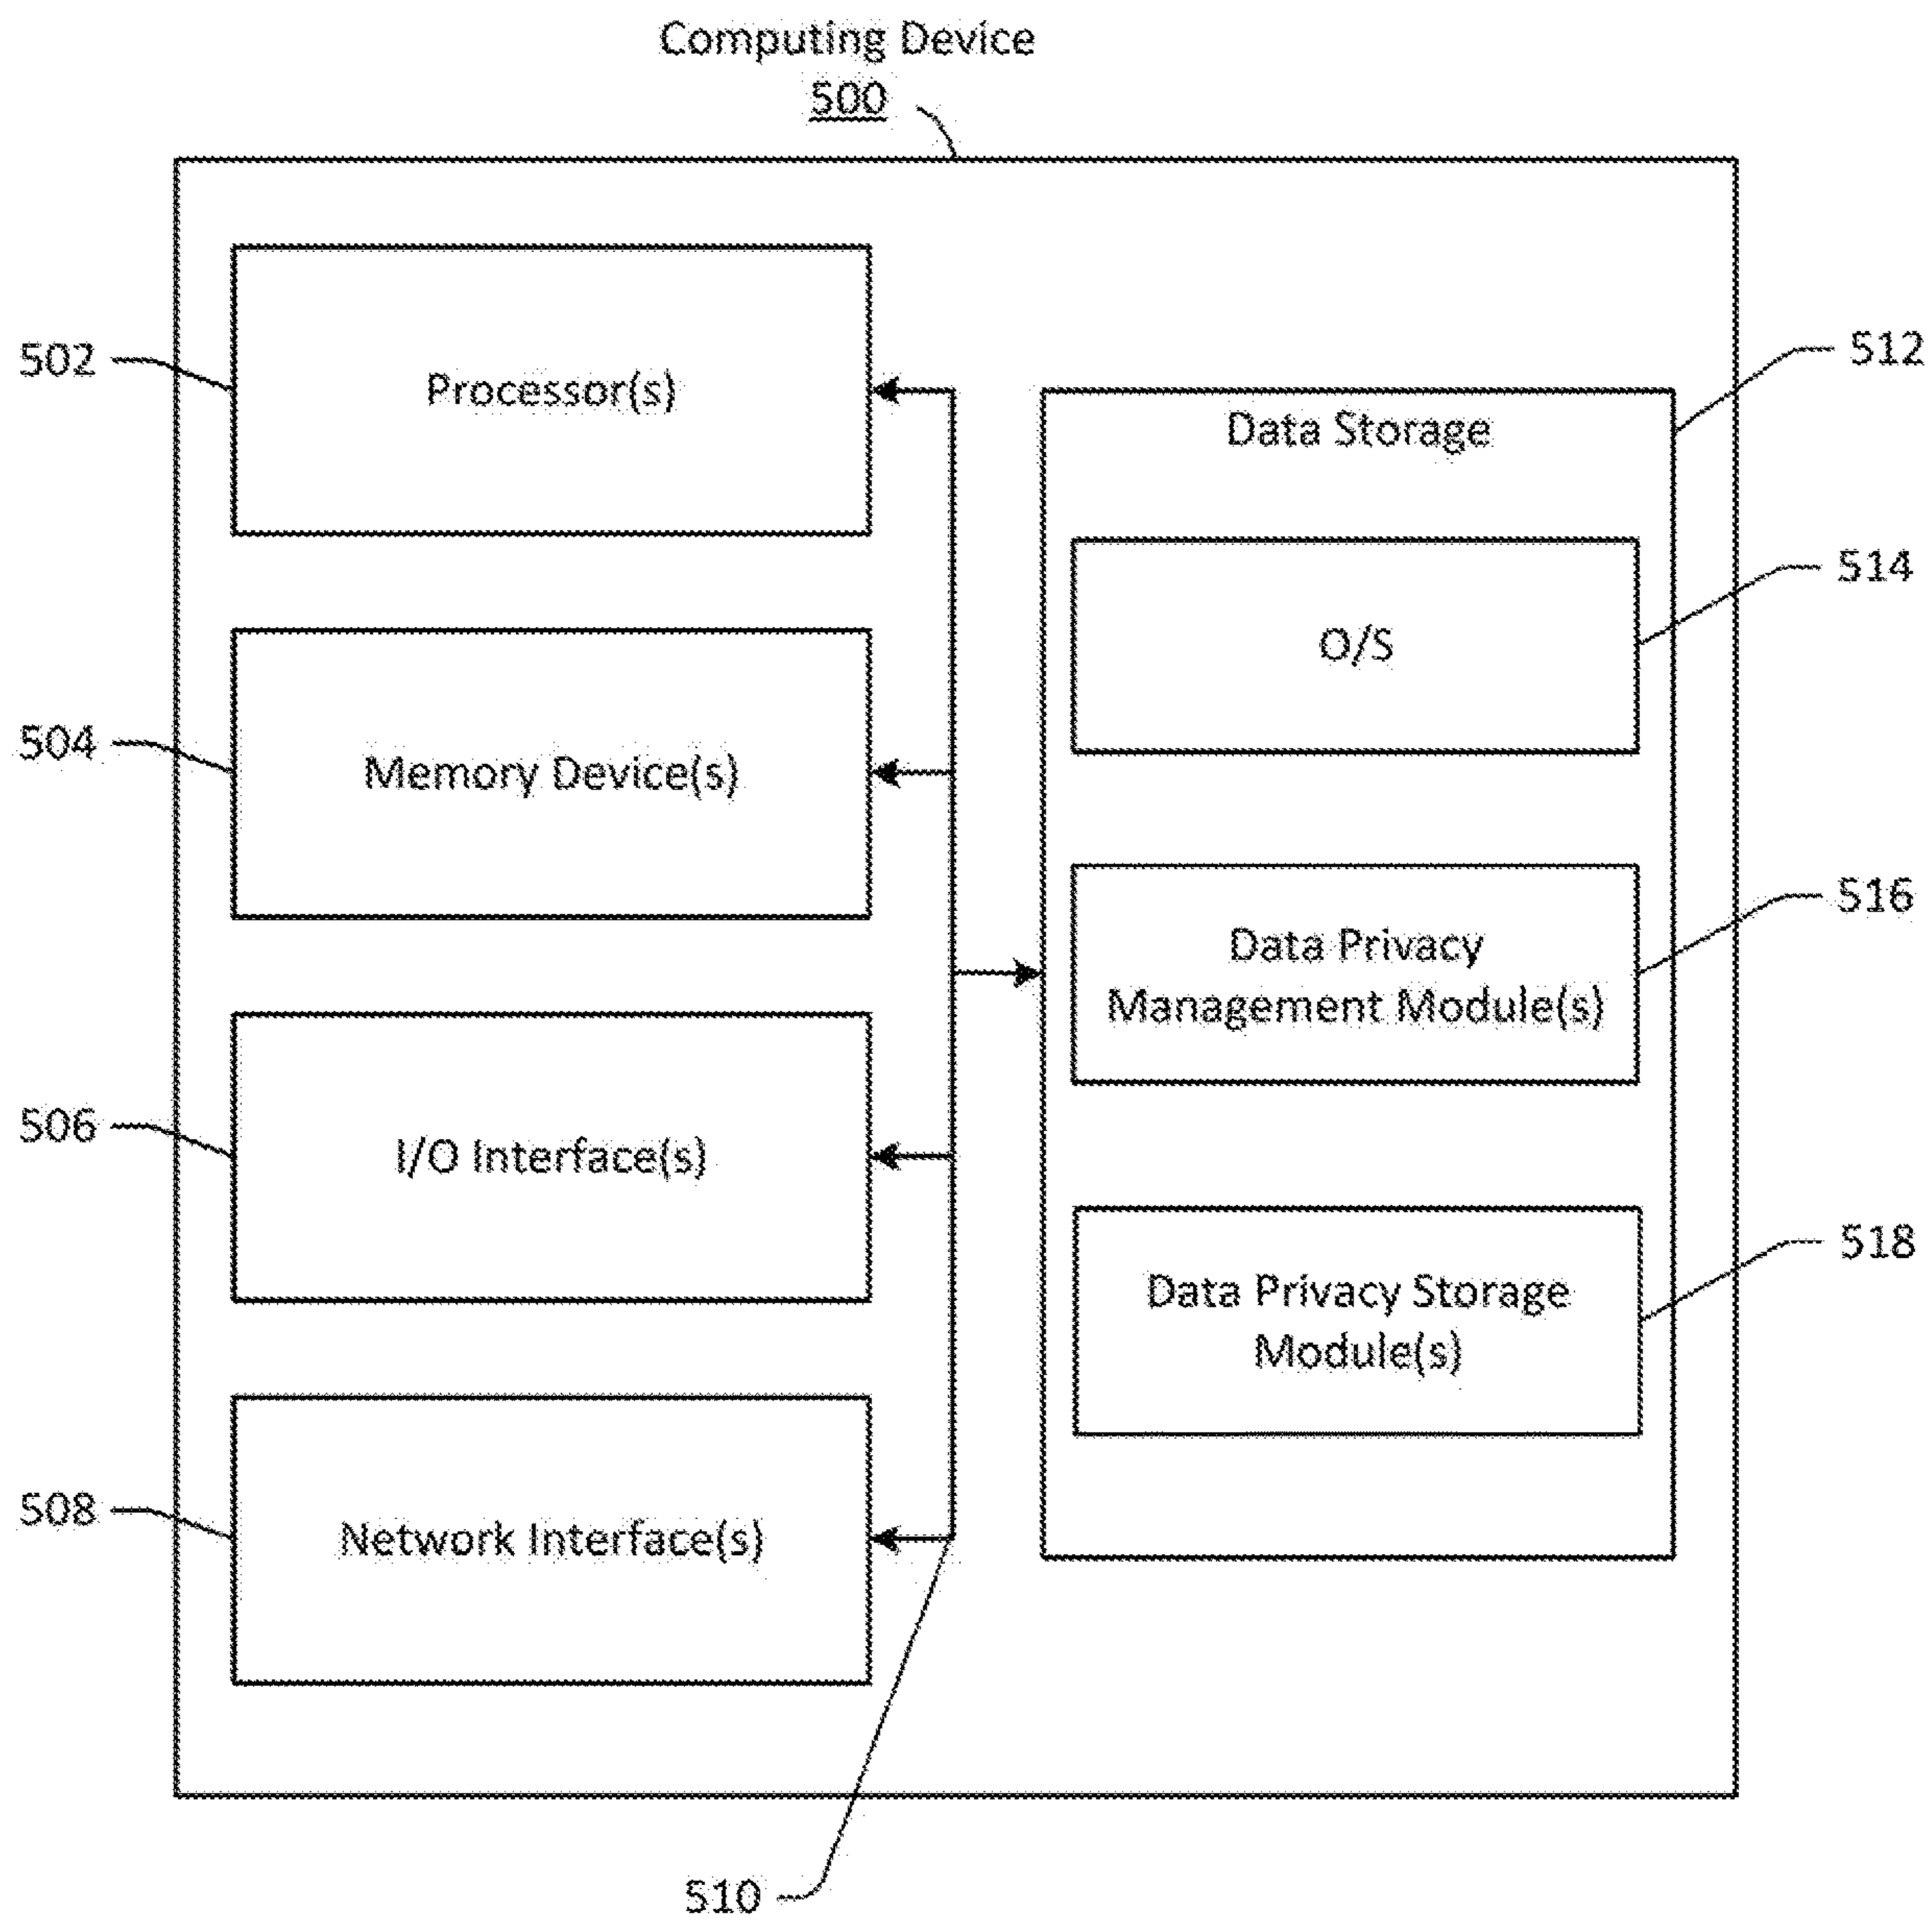 Computing Device
500
502
Processor(s)
504
Memory Device(s)
506
I/O Interface(s)
508
Network Interface(s)
510
512
Data Storage
514
O/S
516
Data Privacy
Management Module(s)
518
Data Privacy Storage
Module(s)